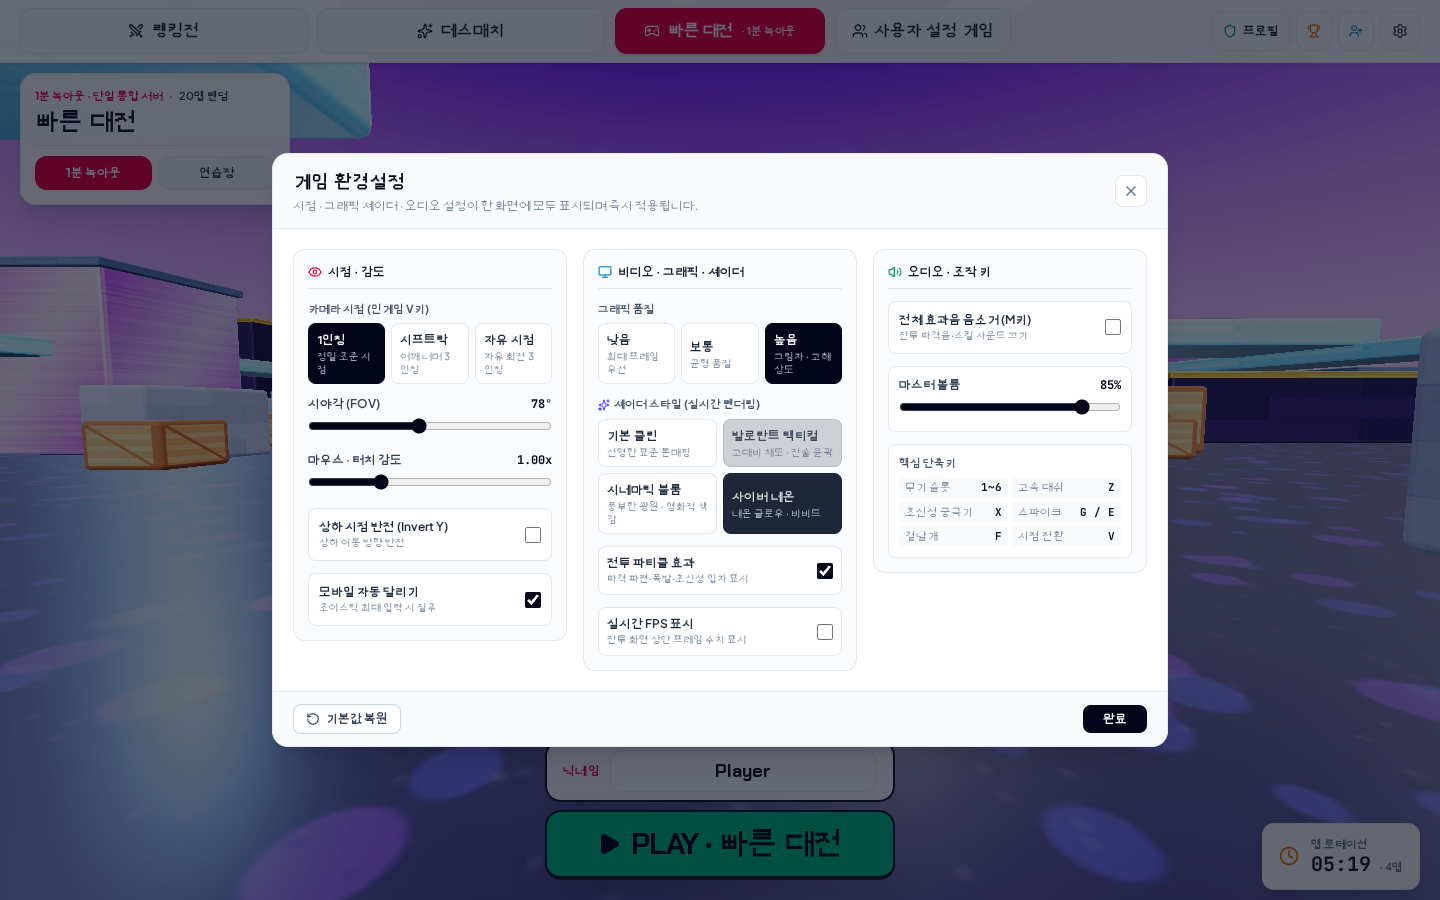 랭킹전
데스매치
빠른 대전 · 1분 녹아웃
사용자 설정 게임
프로필
1분 녹아웃 · 단일 통합 서버 · 20맵 랜덤
빠른 대전
1분 녹아웃
연습장
게임 환경설정
시점 · 그래픽 셰이더 · 오디오 설정이 한 화면에 모두 표시되며 즉시 적용됩니다.
시점 · 감도
카메라 시점 (인게임 V키)
1인칭
정밀 조준 시점
시프트락
어깨너머 3인칭
자유 시점
자유 회전 3인칭
시야각 (FOV)
78°
마우스 · 터치 감도
1.00x
상하 시점 반전 (Invert Y)
상하 이동 방향 반전
모바일 자동 달리기
조이스틱 최대 입력 시 질주
비디오 · 그래픽 · 셰이더
그래픽 품질
낮음
최대 프레임 우선
보통
균형 품질
높음
그림자 · 고해상도
셰이더 스타일 (실시간 렌더링)
기본 클린
선명한 표준 톤매핑
발로란트 텍티컬
고대비 채도 · 전술 윤곽
시네마틱 블룸
풍부한 광원 · 영화적 색감
사이버 네온
네온 글로우 · 비비드
전투 파티클 효과
타격 파편·폭발·초신성 입자 표시
실시간 FPS 표시
전투 화면 상단 프레임 수치 표시
오디오 · 조작 키
전체 효과음 음소거 (M키)
전투 타격음·스킬 사운드 끄기
마스터 볼륨
85%
핵심 단축키
무기 슬롯 1~6
고속 대쉬 Z
초신성 궁극기 X
스파이크 G / E
겉날개 F
시점 전환 V
기본값 복원
완료
닉네임
Player
PLAY · 빠른 대전
맵 로테이션
05:19 · 4맵